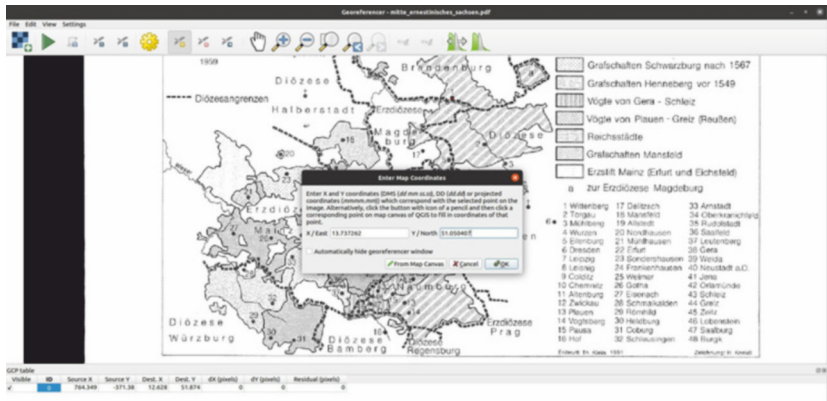 Georeferencer - mitte_ernestinisches_sachsen.pdf
File Edit View Settings
1959
Diözese
Brandenburg
Diözesangrenzen
Halberstadt
Erzdiözese
Magde
burg
Diözese
Grafschaften Schwarzburg nach 1567
Grafschaften Henneberg vor 1549
Vögte von Gera - Schleiz
Vögte von Plauen - Greiz (Reußen)
Reichsstädte
Grafschaften Mansfeld
Erzstift Mainz (Erfurt und Eichsfeld)
a zur Erzdiözese Magdeburg
Enter Map Coordinates
Enter X and Y coordinates (DMS (dd mm ss.ss), DD (dd.dd) or projected
coordinates (mmmm.mm)) which correspond with the selected point on the
image. Alternatively, click the button with icon of a pencil and then click a
corresponding point on map canvas of QGIS to fill in coordinates of that
point.
X / East 13.737262 Y / North 51.050407
Automatically hide georeferencer window
From Map Canvas Cancel OK
Erzdiö
Mai
Naumburg
Diözese
Würzburg
Diözese
Bamberg
Regensburg
Erzdiözese
Prag
1 Wittenberg 17 Delitzsch 33 Arnstadt
2 Torgau 18 Mansfeld 34 Oberkranichfeld
3 Mühlberg 19 Allstedt 35 Rudolstadt
4 Wurzen 20 Nordhausen 36 Saalfeld
5 Eilenburg 21 Mühlhausen 37 Leutenberg
6 Dresden 22 Erfurt 38 Gera
7 Leipzig 23 Sondershausen 39 Weida
8 Leisnig 24 Frankenhausen 40 Neustadt a.O.
9 Colditz 25 Weimar 41 Jena
10 Chemnitz 26 Gotha 42 Orlamünde
11 Altenburg 27 Eisenach 43 Schleiz
12 Zwickau 28 Schmalkalden 44 Greiz
13 Plauen 29 Römhild 45 Zeitz
14 Vogtsberg 30 Heldburg 46 Lobenstein
15 Pausa 31 Coburg 47 Saalburg
16 Hof 32 Schleusingen 48 Burgk
GCP table
Visible ID Source X Source Y Dest. X Dest. Y dX (pixels) dY (pixels) Residual (pixels)
0 764.349 -371.38 12.628 51.874 0 0 0